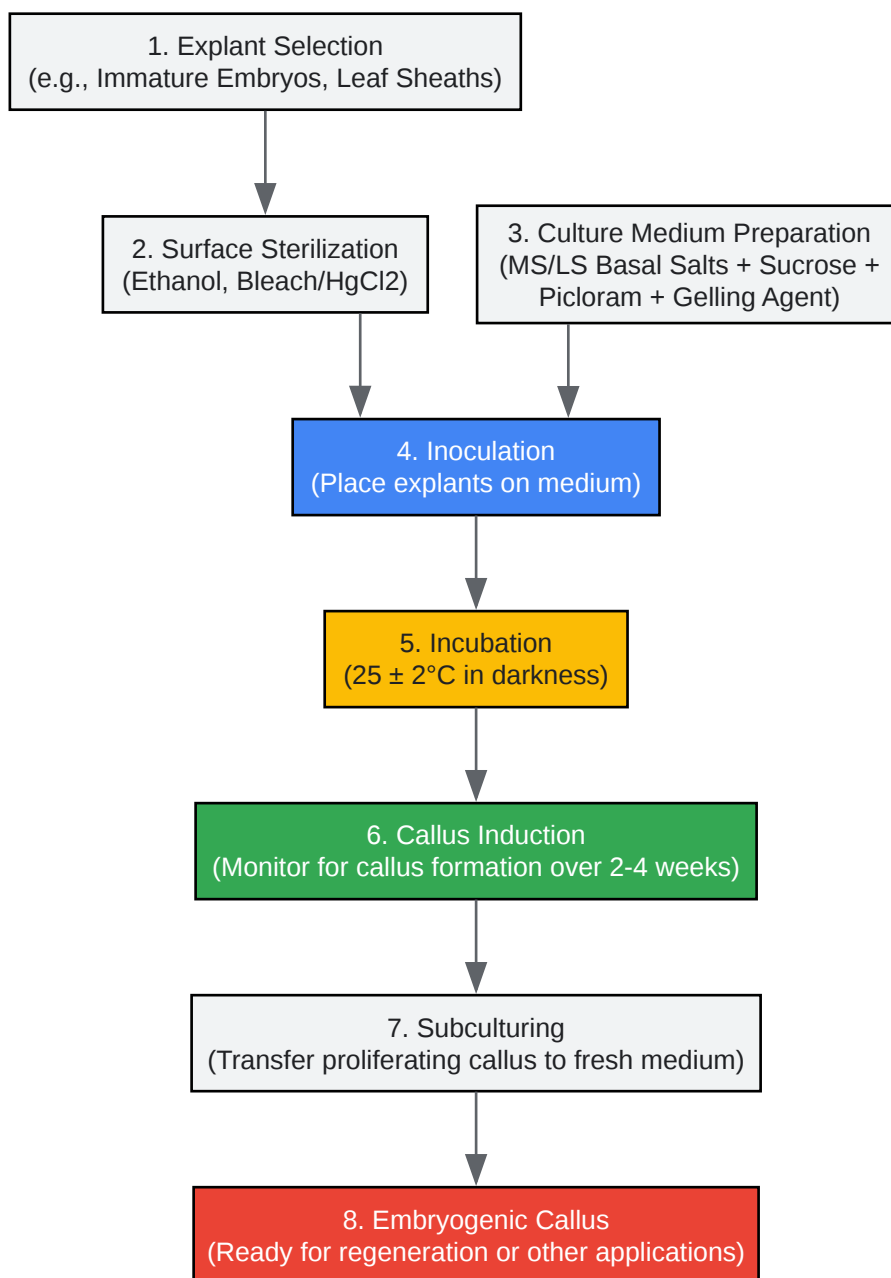 1. Explant Selection
(e.g., Immature Embryos, Leaf Sheaths)
2. Surface Sterilization
(Ethanol, Bleach/HgCl2)
3. Culture Medium Preparation
(MS/LS Basal Salts + Sucrose +
Picloram + Gelling Agent)
4. Inoculation
(Place explants on medium)
5. Incubation
(25 ± 2°C in darkness)
6. Callus Induction
(Monitor for callus formation over 2-4 weeks)
7. Subculturing
(Transfer proliferating callus to fresh medium)
8. Embryogenic Callus
(Ready for regeneration or other applications)